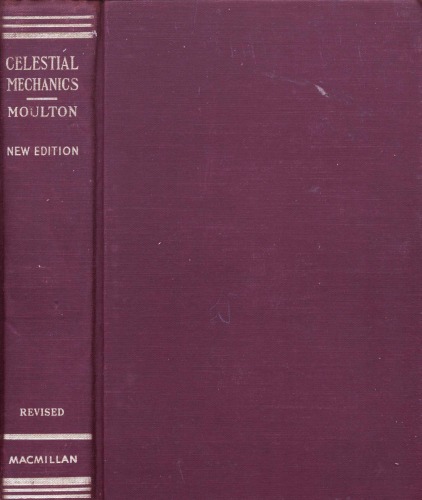 CELESTIAL
MECHANICS
MOULTON
NEW EDITION
REVISED
MACMILLAN